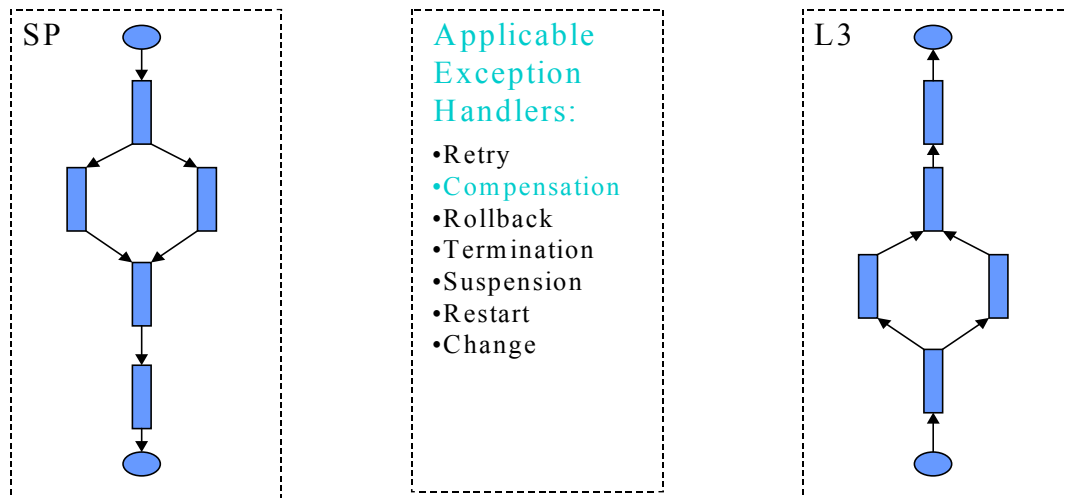 SP
Applicable
Exception
Handlers:
•Retry
•Compensation
•Rollback
•Termination
•Suspension
•Restart
•Change
L3